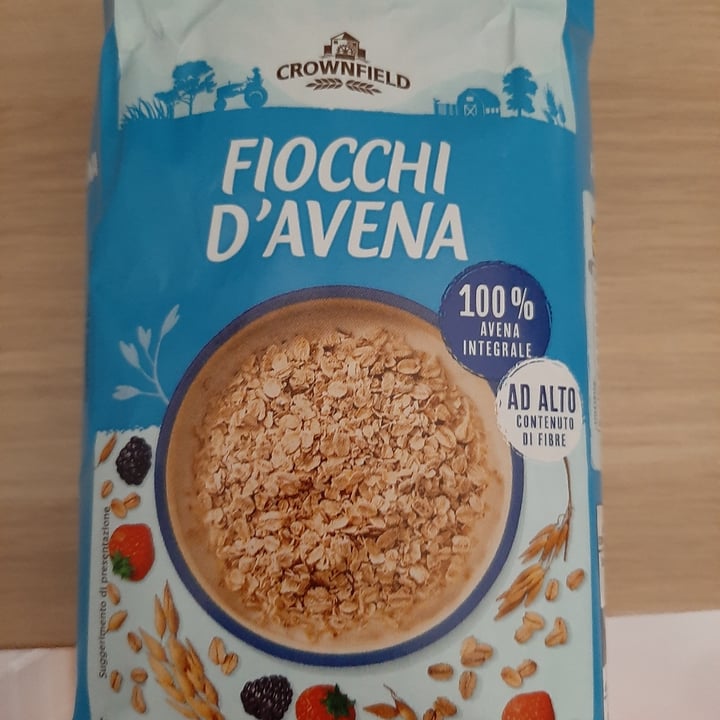 CROWNFIELD
FIOCCHI
D'AVENA
100%
AVENA
INTEGRALE
AD ALTO
CONTENUTO
DI FIBRE
Suggerimento di presentazione